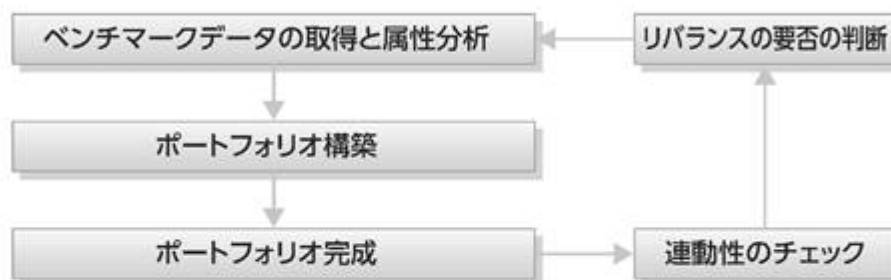 ベンチマークデータの取得と属性分析
リバランスの要否の判断
ポートフォリオ構築
ポートフォリオ完成
連動性のチェック